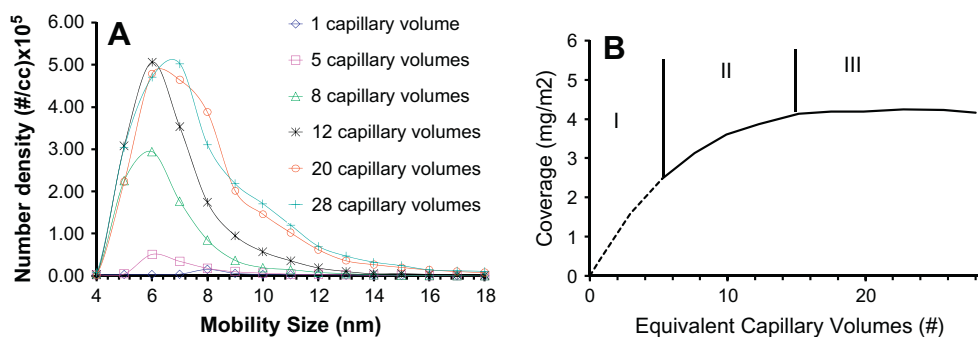 A
Number density (#/cc)x10⁵
6.00
5.00
4.00
3.00
2.00
1.00
0.00
4 6 8 10 12 14 16 18
Mobility Size (nm)
1 capillary volume
5 capillary volumes
8 capillary volumes
12 capillary volumes
20 capillary volumes
28 capillary volumes
B
Coverage (mg/m2)
6
5
4
3
2
1
0
0 10 20
Equivalent Capillary Volumes (#)
I
II
III